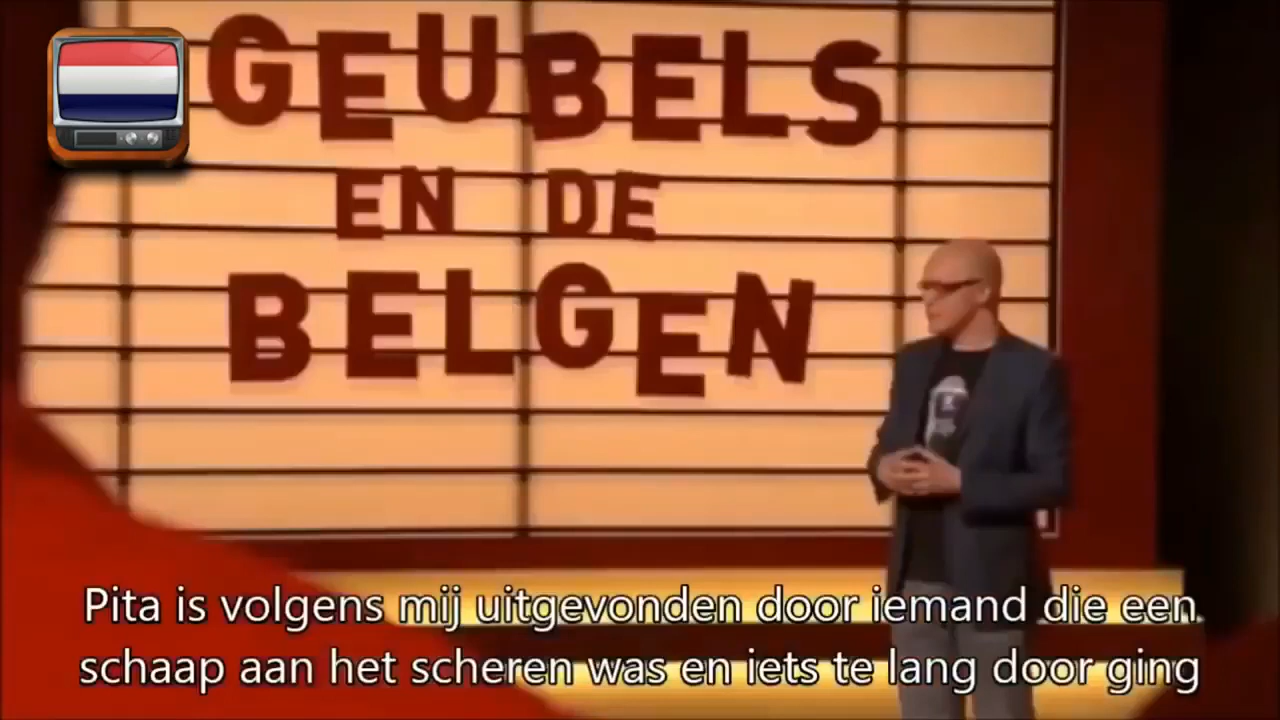 GEUBELS
EN DE
BELGEN
Pita is volgens mij uitgevonden door iemand die een
schaap aan het scheren was en iets te lang door ging